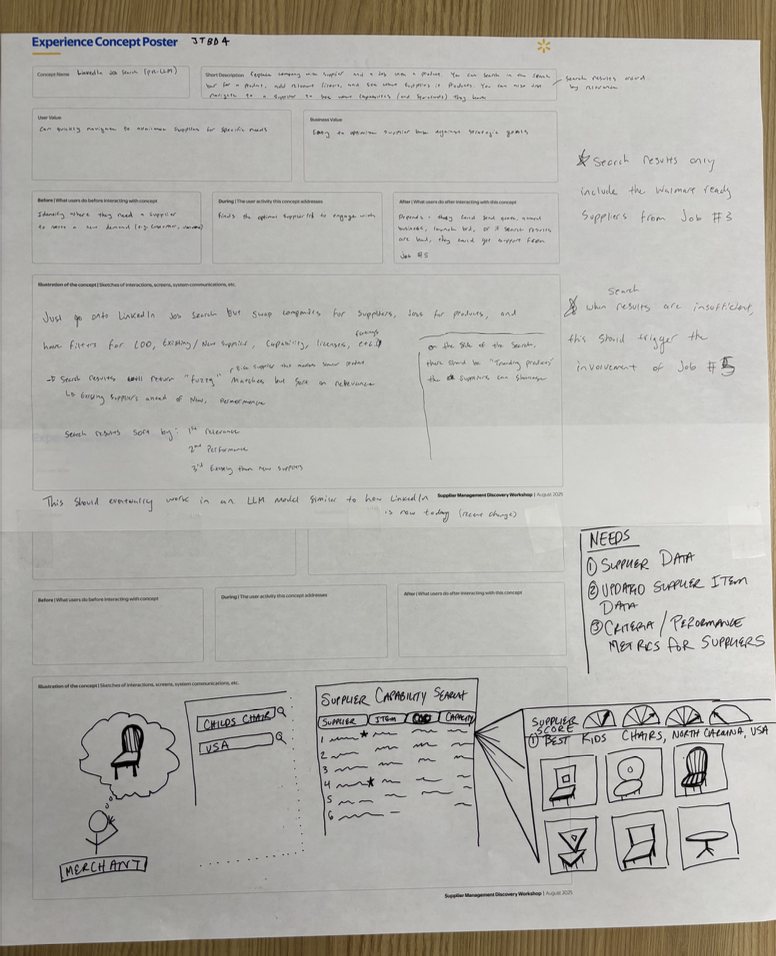 Experience Concept Poster JTBD 4
Concept Name LinkedIn Job Search (pre-LLM)
Short Description Replace company with supplier and a job with a product. You can search in the search
bar for a product, add relevant filters, and see what suppliers it produces. You can also
navigate to a supplier to see what capabilities (and standards) they have
search results
by relevance
User Value
Can quickly navigate to available suppliers for specific needs
Business Value
Easy to optimize supplier base against strategic goals
Before | What users do before interacting with concept
Identify where they need a supplier
to meet a new demand (e.g. customer,
During | The user activity this concept addresses
Finds the optimal supplier(s) to engage with
After | What users do after interacting with this concept
Depends - they could send award
business, launch bid, or if search results
are bad, they could get support from
Job #5
Search results only
include the Walmart ready
Suppliers from Job #3
Illustration of the concept | Sketches of interactions, screens, system communications, etc.
Just go onto LinkedIn Job Search but swap companies for suppliers, jobs for products, and
have filters for COO, Existing/New supplier, Capability, licenses, ratings, etc.
Search results will return "fuzzy" matches but sort on relevance
Existing suppliers ahead of New, Performance
Search results sort by: 1st relevance
2nd Performance
3rd Existing than new suppliers
on the side of the search,
there should be "Trending products"
the suppliers can
Search
When results are insufficient,
this should trigger the
involvement of Job #5
Supplier Management Discovery Workshop | August 2025
This should eventually work in an LLM model similar to how LinkedIn
is now today (recent change)
Before | What users do before interacting with concept
During | The user activity this concept addresses
After | What users do after interacting with this concept
NEEDS
① SUPPLIER DATA
② UPDATED SUPPLIER ITEM
DATA
③ CRITERIA / PERORMANCE
METRICS FOR SUPPLIERS
Illustration of the concept | Sketches of interactions, screens, system communications, etc.
MERCHANT
CHILDS CHAIR
USA
SUPPLIER CAPABILITY SEARCH
SUPPLIER ITEM COO CAPACITY
1
2
3
4
5
6
SUPPLIER
SCORE
① BEST KIDS CHAIRS, NORTH CAROLINA, USA
Supplier Management Discovery Workshop | August 2025